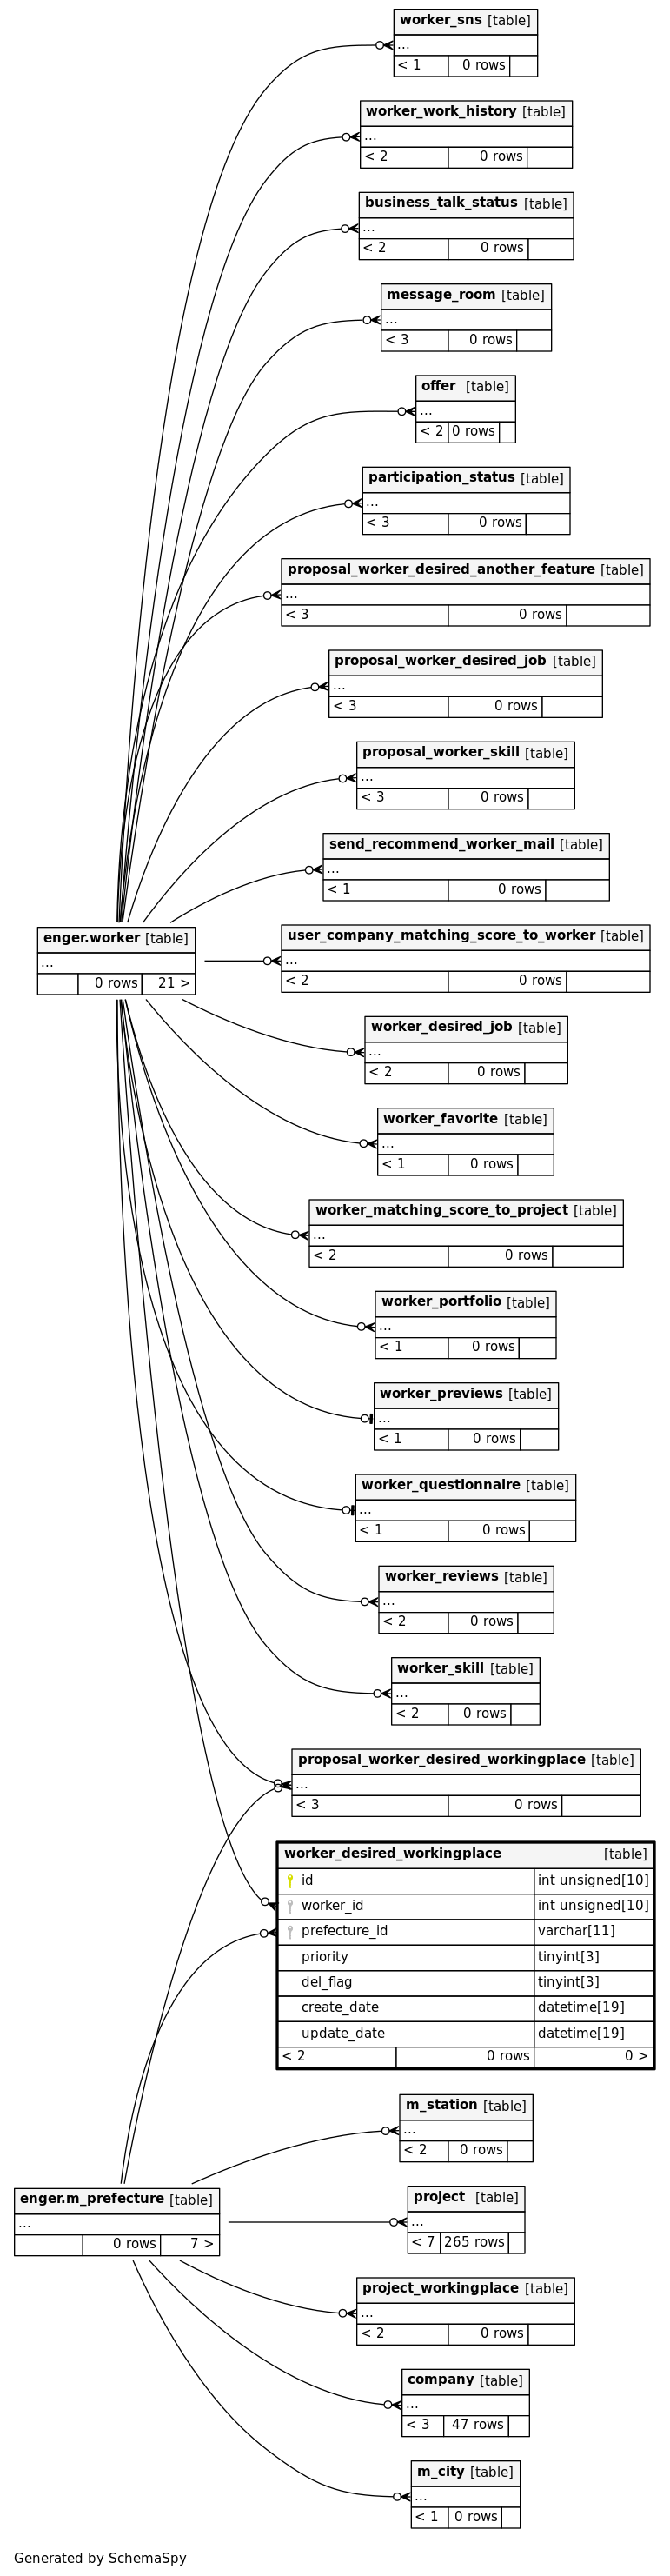 worker_sns [table]
...
< 1 0 rows
worker_work_history [table]
...
< 2 0 rows
business_talk_status [table]
...
< 2 0 rows
message_room [table]
...
< 3 0 rows
offer [table]
...
< 2 0 rows
participation_status [table]
...
< 3 0 rows
proposal_worker_desired_another_feature [table]
...
< 3 0 rows
proposal_worker_desired_job [table]
...
< 3 0 rows
proposal_worker_skill [table]
...
< 3 0 rows
send_recommend_worker_mail [table]
...
< 1 0 rows
enger.worker [table]
...
0 rows 21 >
user_company_matching_score_to_worker [table]
...
< 2 0 rows
worker_desired_job [table]
...
< 2 0 rows
worker_favorite [table]
...
< 1 0 rows
worker_matching_score_to_project [table]
...
< 2 0 rows
worker_portfolio [table]
...
< 1 0 rows
worker_previews [table]
...
< 1 0 rows
worker_questionnaire [table]
...
< 1 0 rows
worker_reviews [table]
...
< 2 0 rows
worker_skill [table]
...
< 2 0 rows
proposal_worker_desired_workingplace [table]
...
< 3 0 rows
worker_desired_workingplace [table]
id int unsigned[10]
worker_id int unsigned[10]
prefecture_id varchar[11]
priority tinyint[3]
del_flag tinyint[3]
create_date datetime[19]
update_date datetime[19]
< 2 0 rows 0 >
m_station [table]
...
< 2 0 rows
enger.m_prefecture [table]
...
0 rows 7 >
project [table]
...
< 7 265 rows
project_workingplace [table]
...
< 2 0 rows
company [table]
...
< 3 47 rows
m_city [table]
...
< 1 0 rows
Generated by SchemaSpy